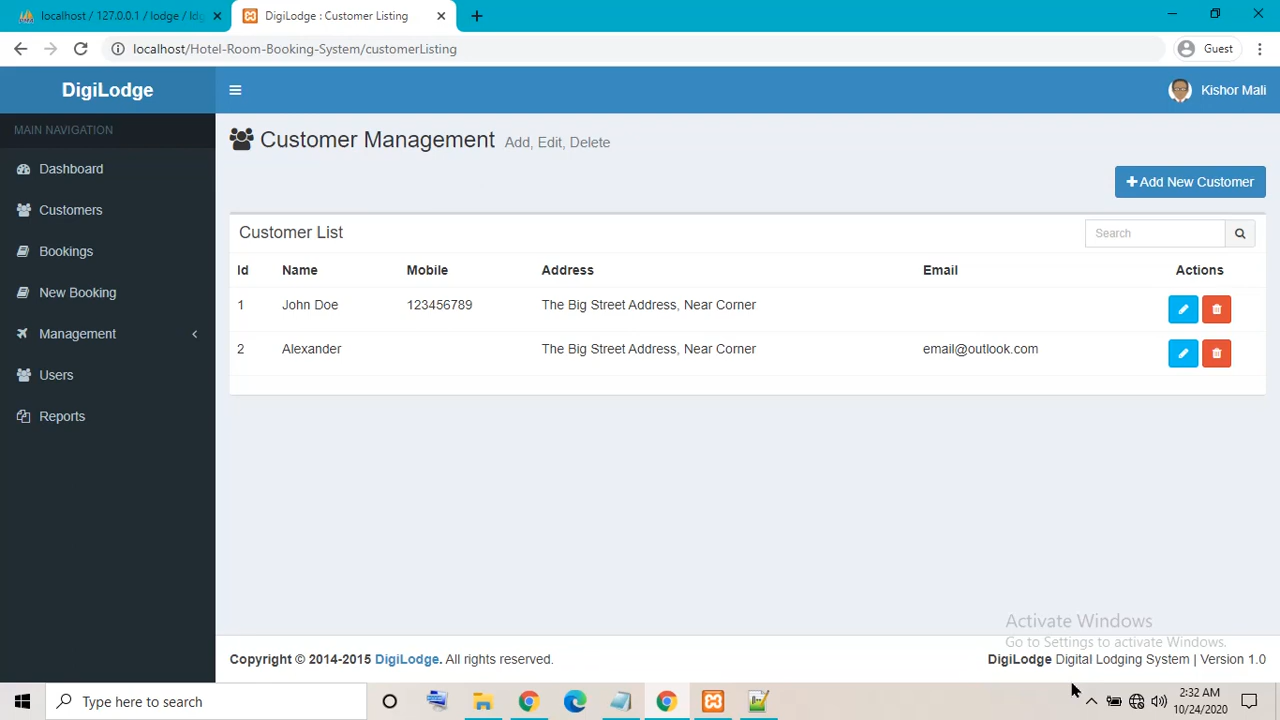 localhost / 127.0.0.1 / lodge / ldg
DigiLodge : Customer Listing
localhost/Hotel-Room-Booking-System/customerListing
Guest
DigiLodge
Kishor Mali
MAIN NAVIGATION
Dashboard
Customers
Bookings
New Booking
Management
Users
Reports
Customer Management Add, Edit, Delete
Add New Customer
Customer List
Search
Id Name Mobile Address Email Actions
1 John Doe 123456789 The Big Street Address, Near Corner
2 Alexander The Big Street Address, Near Corner email@outlook.com
Activate Windows
Go to Settings to activate Windows.
Copyright © 2014-2015 DigiLodge. All rights reserved.
DigiLodge Digital Lodging System | Version 1.0
Type here to search
2:32 AM
10/24/2020